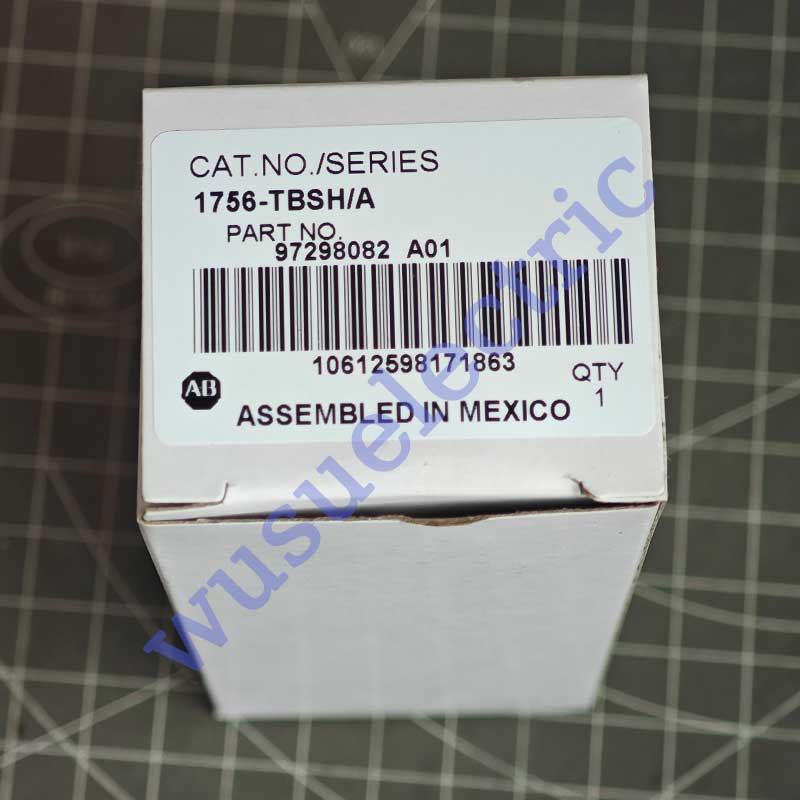 CAT.NO./SERIES
1756-TBSH/A
PART NO.
97298082 A01
10612598171863
QTY
1
AB
ASSEMBLED IN MEXICO
wusuelectric